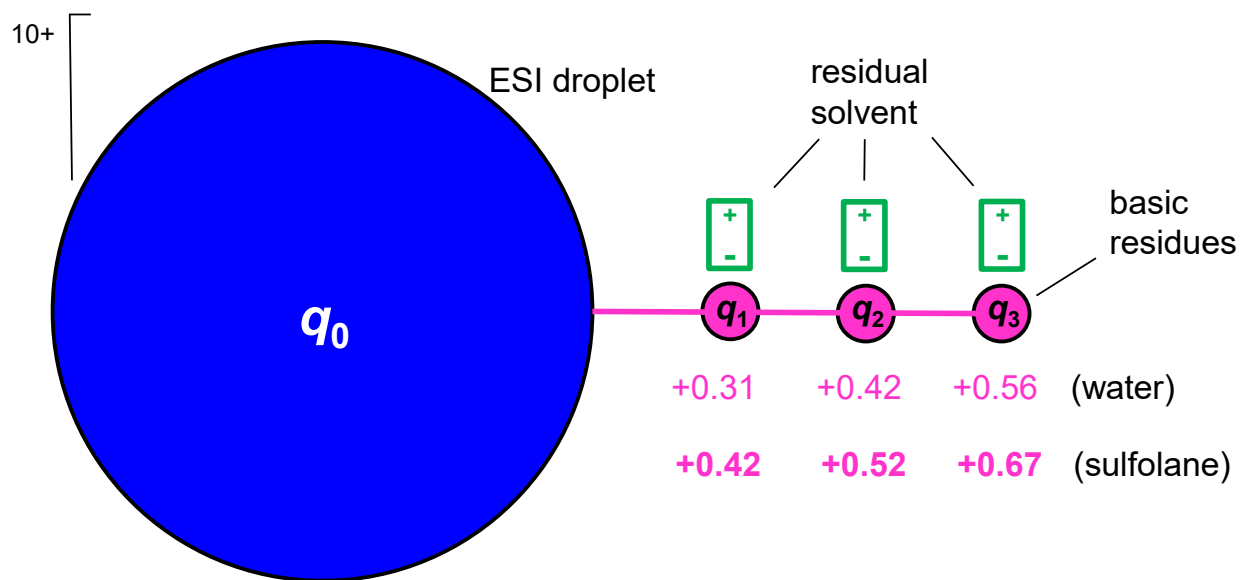 10+
ESI droplet
residual
solvent
basic
residues
+ + +
- - -
q0
q1 q2 q3
+0.31 +0.42 +0.56 (water)
+0.42 +0.52 +0.67 (sulfolane)